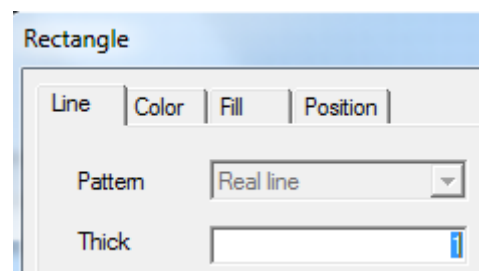 Rectangle
Line Color Fill Position
Pattern Real line
Thick 1